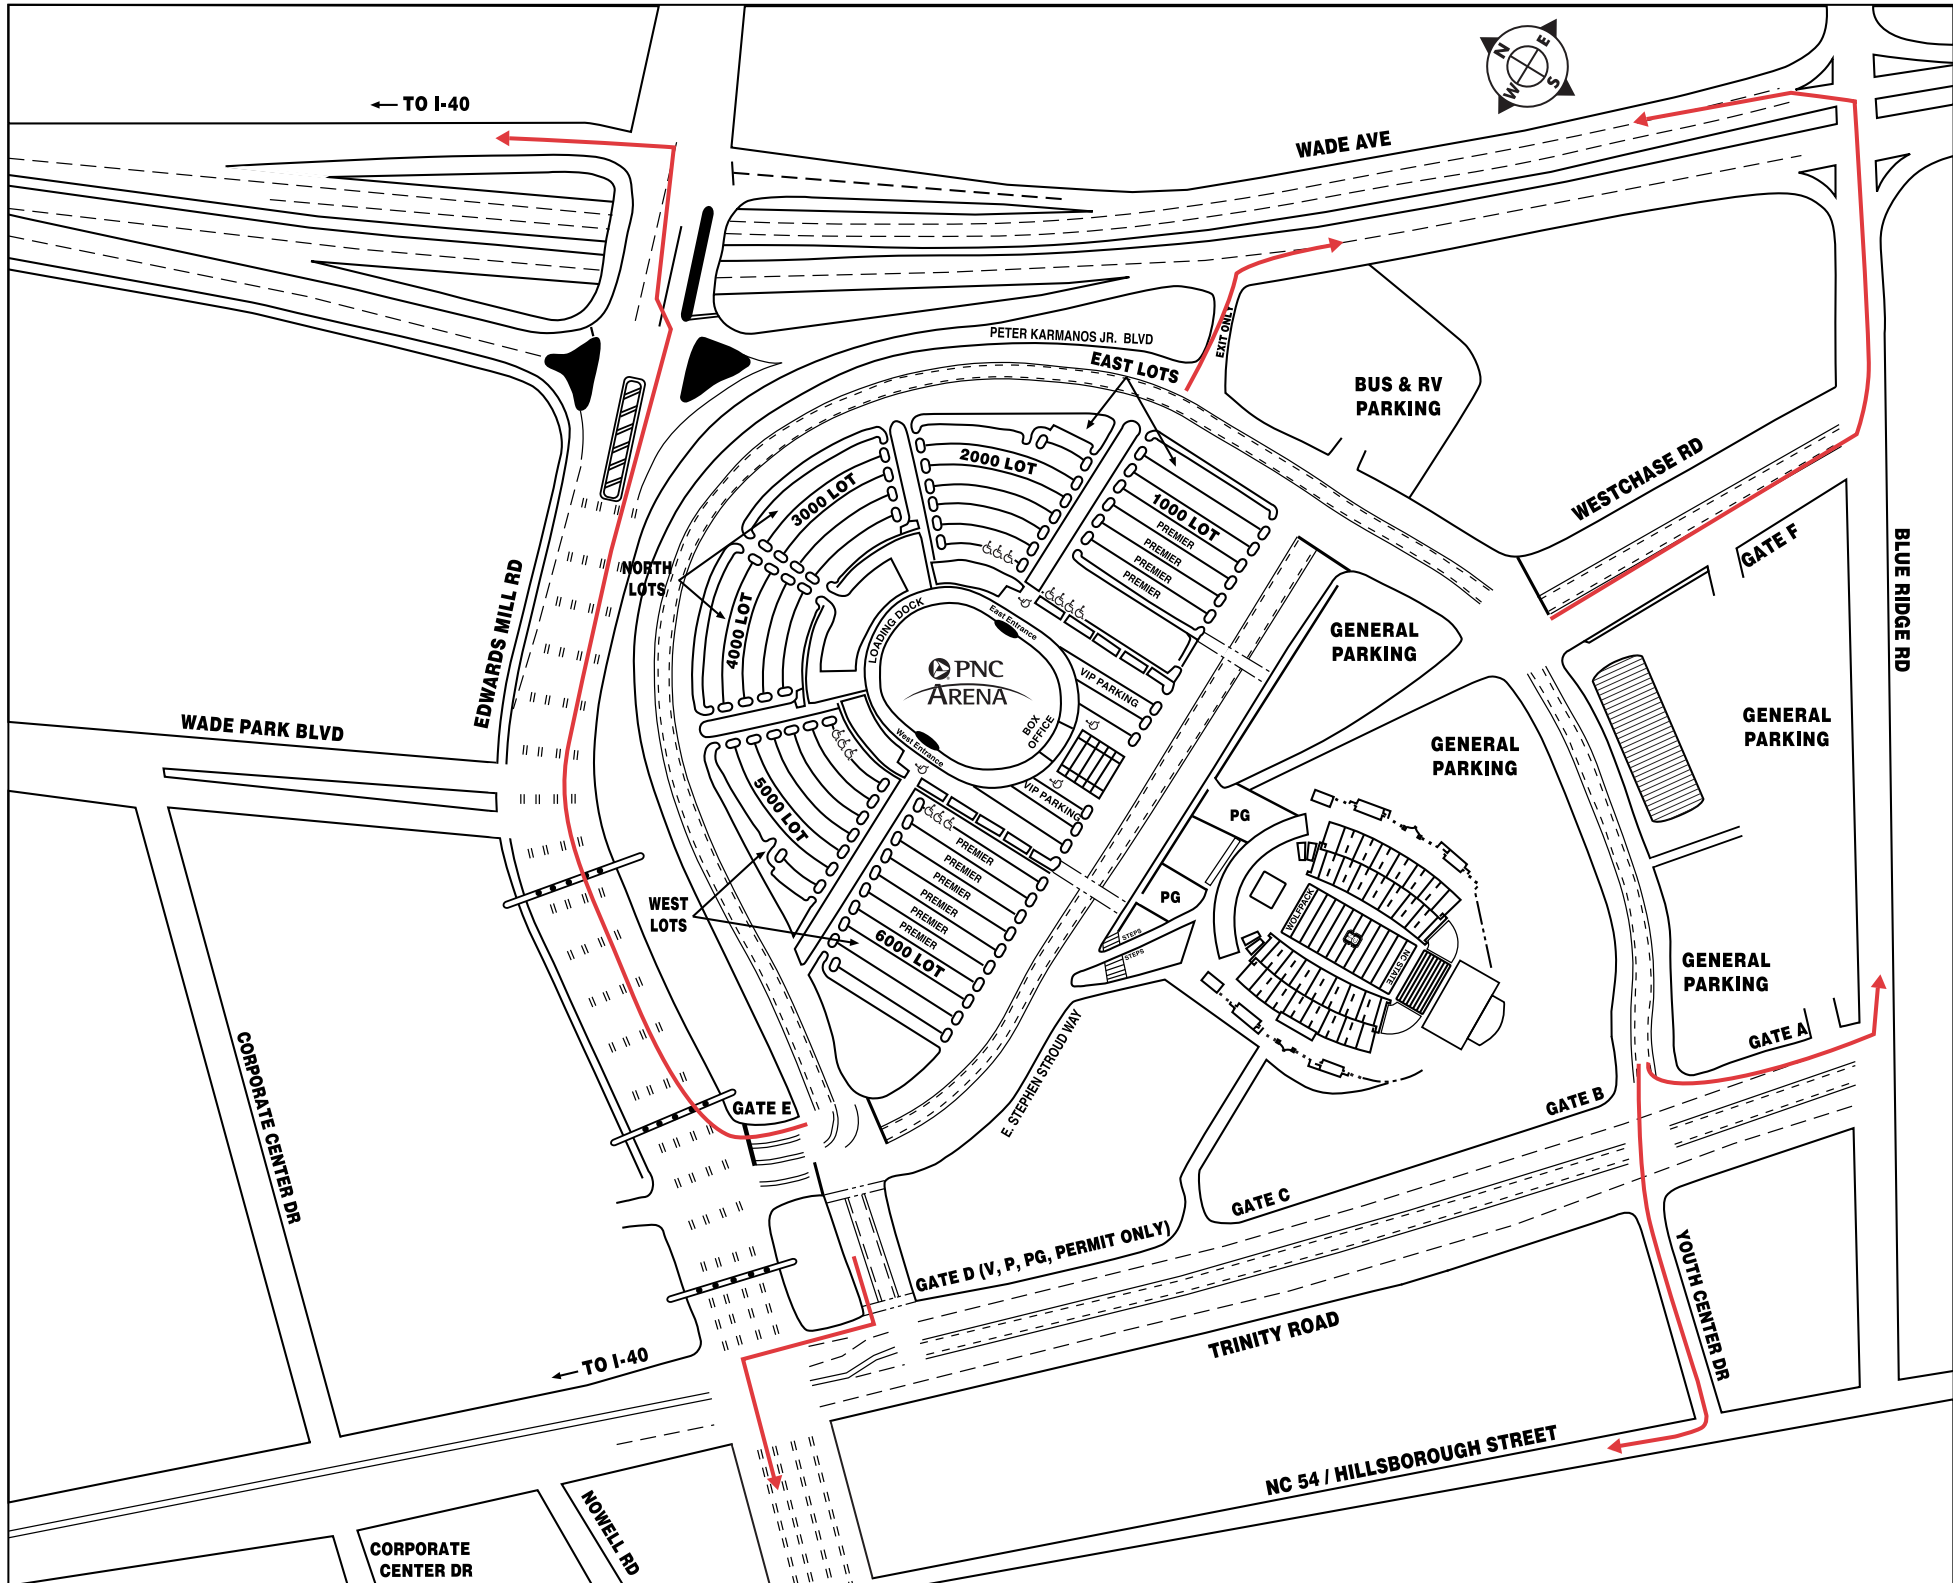 N
E
W
S
← TO I-40
WADE AVE
PETER KARMANOS JR. BLVD
EXIT ONLY
EAST LOTS
BUS & RV
PARKING
WESTCHASE RD
2000 LOT
3000 LOT
1000 LOT
PREMIER
PREMIER
PREMIER
PREMIER
GATE F
BLUE RIDGE RD
NORTH
LOTS
4000 LOT
EDWARDS MILL RD
LOADING DOCK
East Entrance
GENERAL
PARKING
PNC
ARENA
VIP PARKING
BOX
OFFICE
West Entrance
WADE PARK BLVD
GENERAL
PARKING
GENERAL
PARKING
VIP PARKING
5000 LOT
PG
PG
WEST
LOTS
PREMIER
PREMIER
PREMIER
PREMIER
PREMIER
6000 LOT
WOLFPACK
NC STATE
STEPS
STEPS
GENERAL
PARKING
GATE A
E. STEPHEN STROUD WAY
CORPORATE CENTER DR
GATE E
GATE B
GATE C
GATE D (V, P, PG, PERMIT ONLY)
YOUTH CENTER DR
TRINITY ROAD
← TO I-40
NC 54 / HILLSBOROUGH STREET
NOWELL RD
CORPORATE
CENTER DR